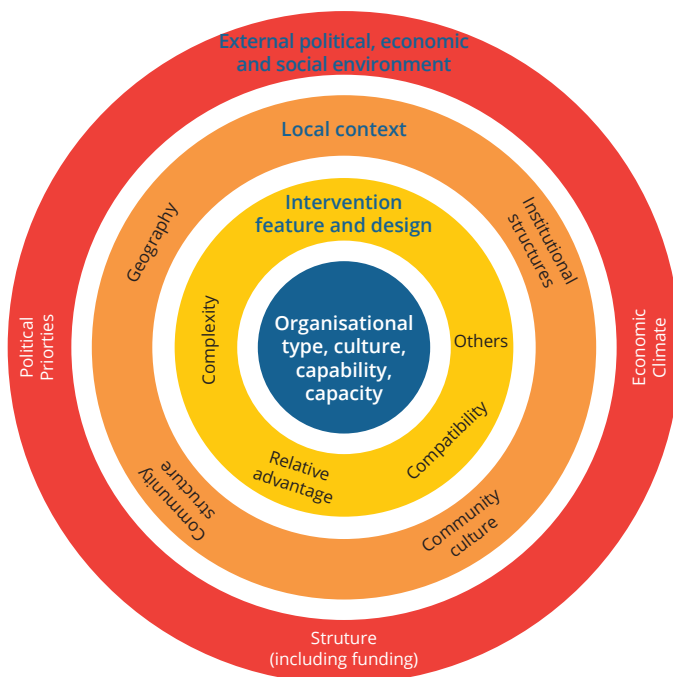 External political, economic
and social environment
Local context
Intervention
feature and design
Geography
Institutional
structures
Complexity
Organisational
type, culture,
capability,
capacity
Others
Political
Priorties
Economic
Climate
Relative
advantage
Compatibility
Community
structure
Community
culture
Struture
(including funding)